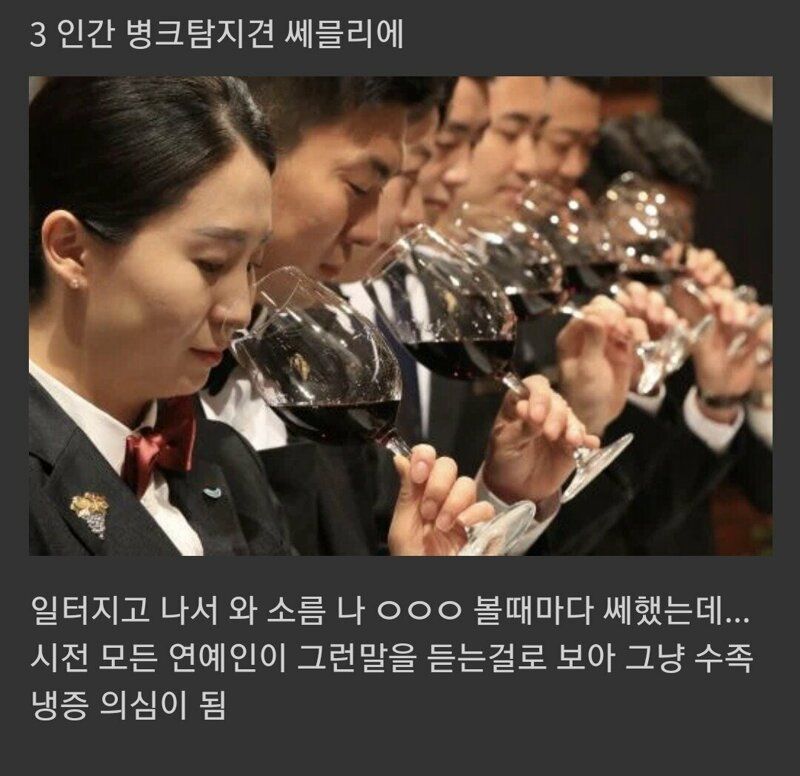 3 인간 병크탐지견 쎄믈리에
일터지고 나서 와 소름 나 ㅇㅇㅇ 볼때마다 쎄했는데...
시전 모든 연예인이 그런말을 듣는걸로 보아 그냥 수족
냉증 의심이 됨